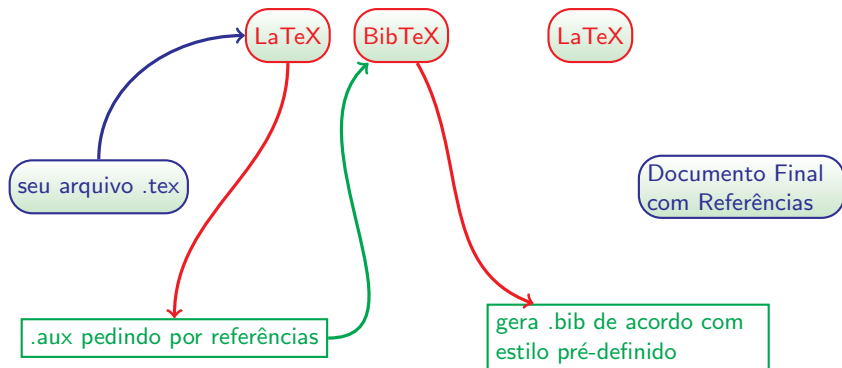 LaTeX
BibTeX
LaTeX
seu arquivo .tex
Documento Final
com Referências
.aux pedindo por referências
gera .bib de acordo com
estilo pré-definido